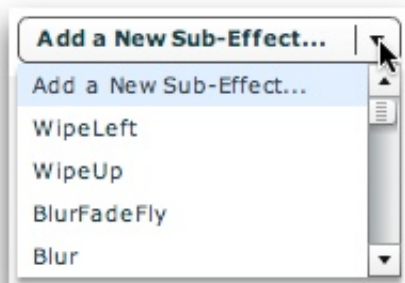 Add a New Sub-Effect...
Add a New Sub-Effect...
WipeLeft
WipeUp
BlurFadeFly
Blur